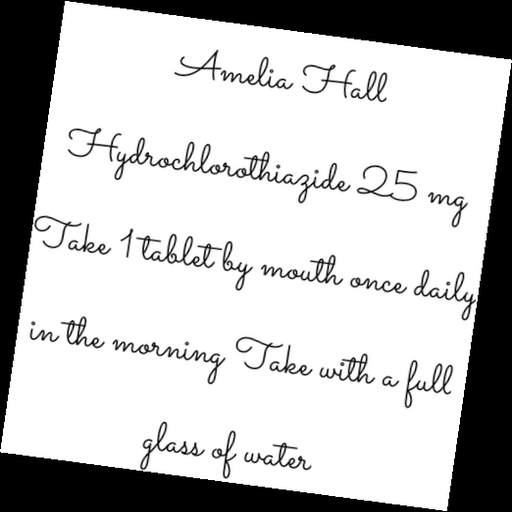 Amelia Hall
Hydrochlorothiazide 25 mg
Take 1 tablet by mouth once daily
in the morning Take with a full
glass of water